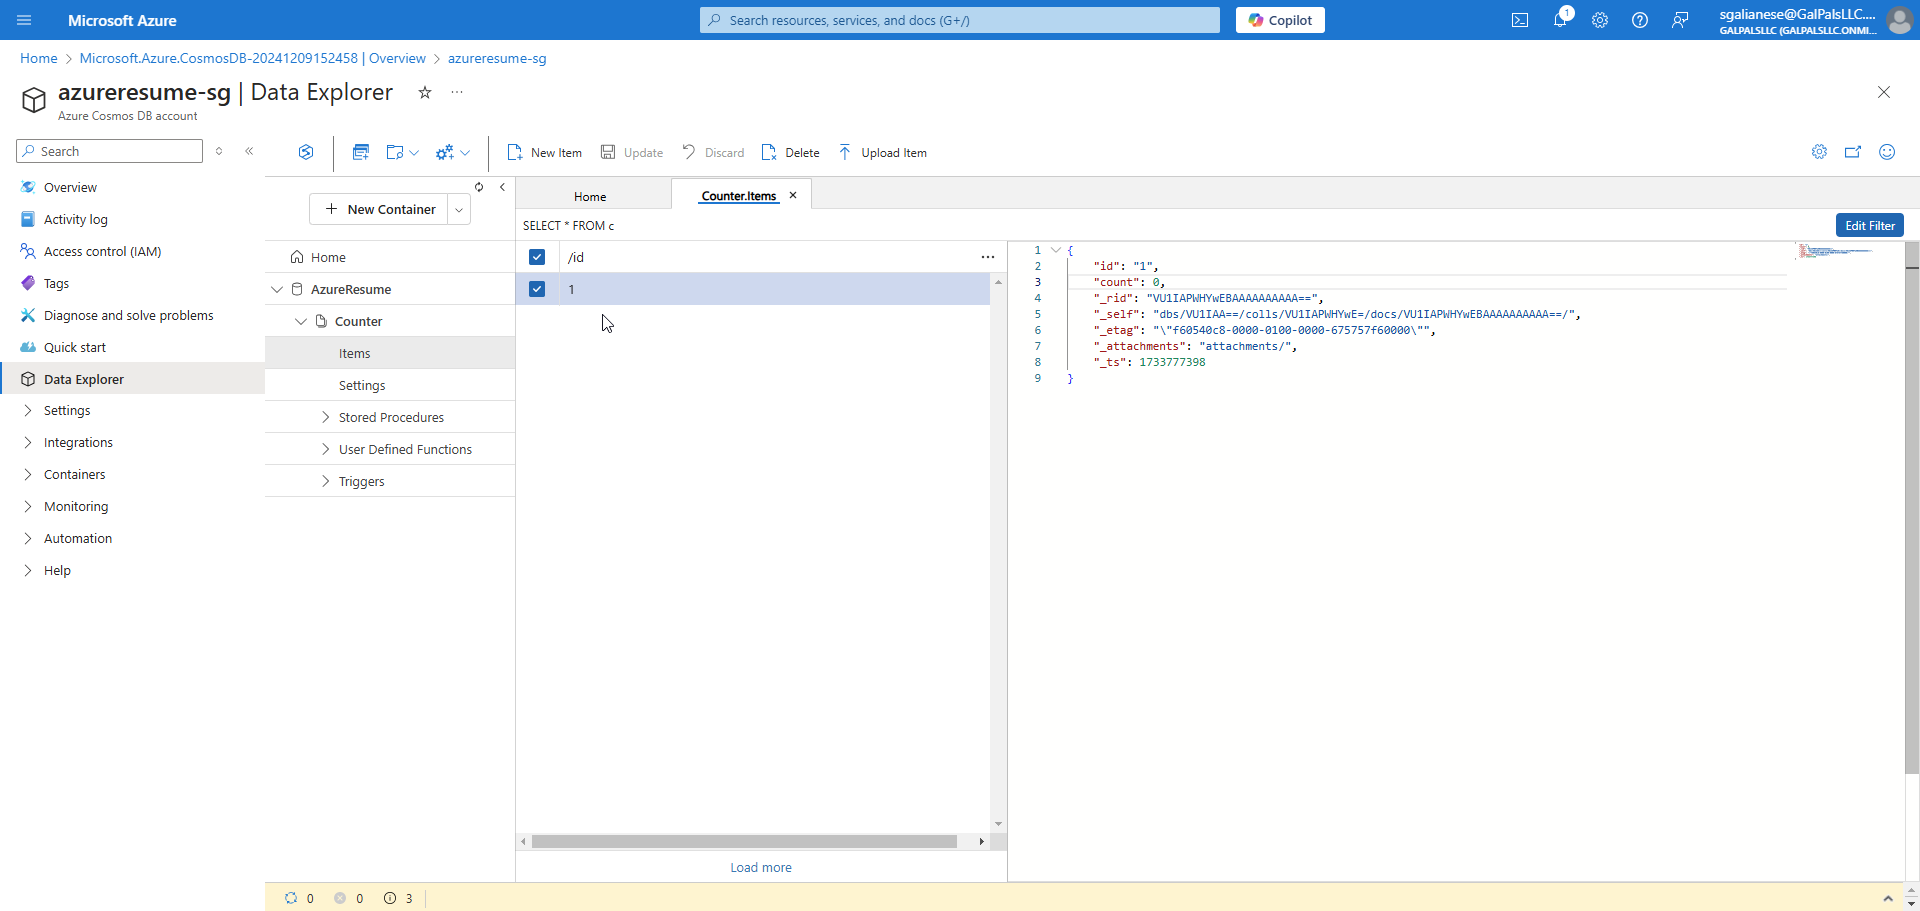 Microsoft Azure
Search resources, services, and docs (G+/)
Copilot
1
sgalianese@GalPalsLLC....
GALPALSLLC (GALPALSLLC.ONMI...
Home > Microsoft.Azure.CosmosDB-20241209152458 | Overview > azureresume-sg
azureresume-sg | Data Explorer
Azure Cosmos DB account
Search
New Item
Update
Discard
Delete
Upload Item
Overview
Activity log
Access control (IAM)
Tags
Diagnose and solve problems
Quick start
Data Explorer
Settings
Integrations
Containers
Monitoring
Automation
Help
New Container
Home
AzureResume
Counter
Items
Settings
Stored Procedures
User Defined Functions
Triggers
Home
Counter.Items
SELECT * FROM c
Edit Filter
/id
1
Load more
1 {
2 "id": "1",
3 "count": 0,
4 "_rid": "VU1IAPWHYwEBAAAAAAAAAA==",
5 "_self": "dbs/VU1IAA==/colls/VU1IAPWHYwE=/docs/VU1IAPWHYwEBAAAAAAAAAA==/",
6 "_etag": "\"f60540c8-0000-0100-0000-675757f60000\"",
7 "_attachments": "attachments/",
8 "_ts": 1733777398
9 }
0 0 3